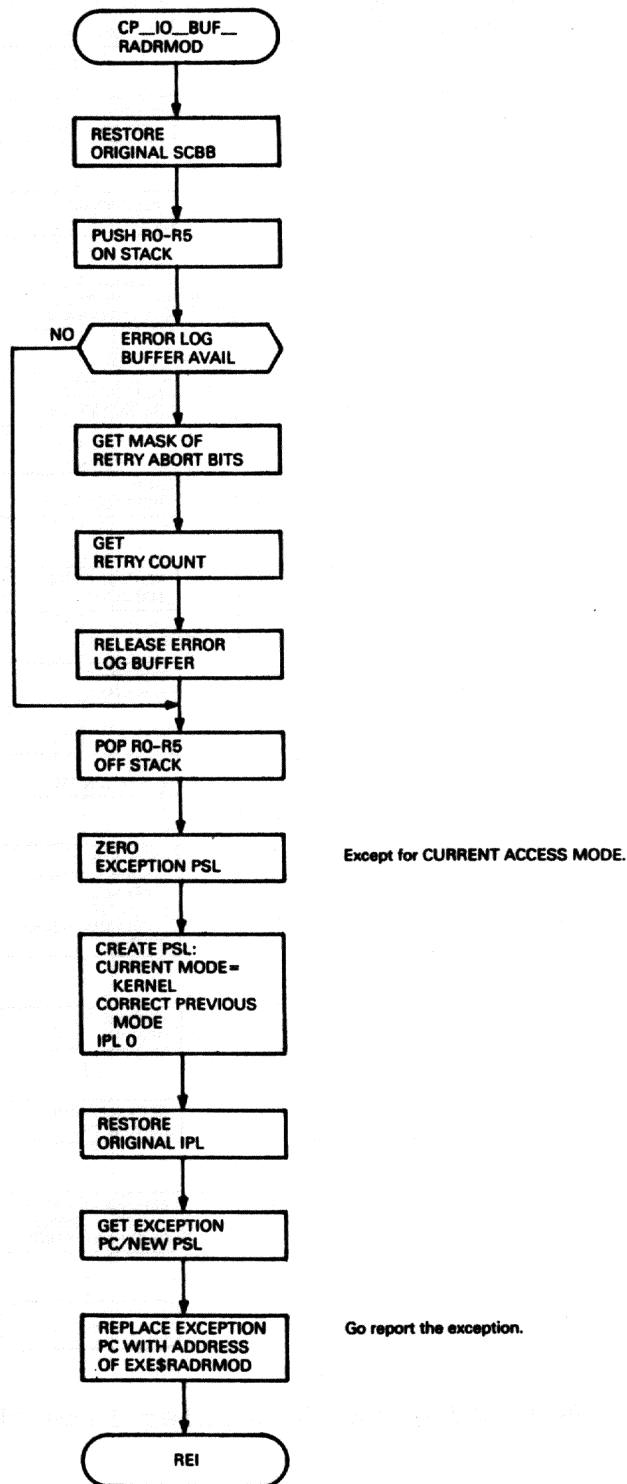 CP__IO__BUF__
RADRMOD
RESTORE
ORIGINAL SCBB
PUSH R0-R5
ON STACK
NO
ERROR LOG
BUFFER AVAIL
GET MASK OF
RETRY ABORT BITS
GET
RETRY COUNT
RELEASE ERROR
LOG BUFFER
POP R0-R5
OFF STACK
ZERO
EXCEPTION PSL
Except for CURRENT ACCESS MODE.
CREATE PSL:
CURRENT MODE=
KERNEL
CORRECT PREVIOUS
MODE
IPL 0
RESTORE
ORIGINAL IPL
GET EXCEPTION
PC/NEW PSL
REPLACE EXCEPTION
PC WITH ADDRESS
OF EXE$RADRMOD
Go report the exception.
REI